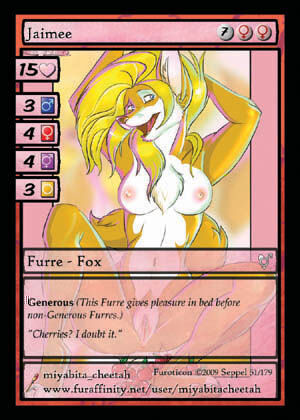 Jaimee
7
15
3
4
4
3
Furre - Fox
Generous (This Furre gives pleasure in bed before
non-Generous Furres.)
"Cherries? I doubt it."
miyabita_cheetah Furoticon ©2009 Seppel 51/179
www.furaffinity.net/user/miyabitacheetah